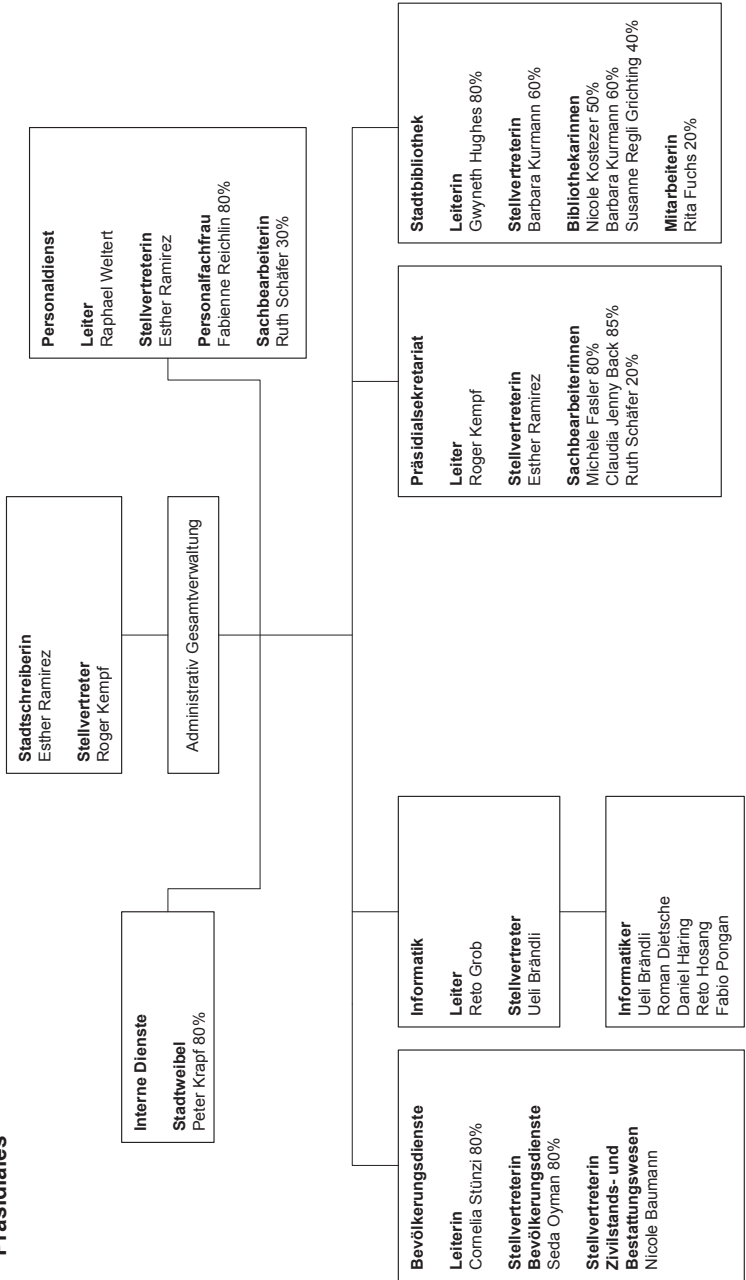 Präsidiales
Stadtschreiberin
Esther Ramirez
Stellvertreter
Roger Kempf
Administrativ Gesamtverwaltung
Interne Dienste
Stadtweibel
Peter Krapf 80%
Personaldienst
Leiter
Raphael Weltert
Stellvertreterin
Esther Ramirez
Personalfachfrau
Fabienne Reichlin 80%
Sachbearbeiterin
Ruth Schäfer 30%
Bevölkerungsdienste
Leiterin
Cornelia Stünzi 80%
Stellvertreterin
Bevölkerungsdienste
Seda Oyman 80%
Stellvertreterin
Zivilstands- und
Bestattungswesen
Nicole Baumann
Informatik
Leiter
Reto Grob
Stellvertreter
Ueli Brändli
Informatiker
Ueli Brändli
Roman Dietsche
Daniel Häring
Reto Hosang
Fabio Pongan
Präsidialsekretariat
Leiter
Roger Kempf
Stellvertreterin
Esther Ramirez
Sachbearbeiterinnen
Michèle Fasler 80%
Claudia Jenny Back 85%
Ruth Schäfer 20%
Stadtbibliothek
Leiterin
Gwyneth Hughes 80%
Stellvertreterin
Barbara Kurmann 60%
Bibliothekarinnen
Nicole Kostezer 50%
Barbara Kurmann 60%
Susanne Regli Grichting 40%
Mitarbeiterin
Rita Fuchs 20%